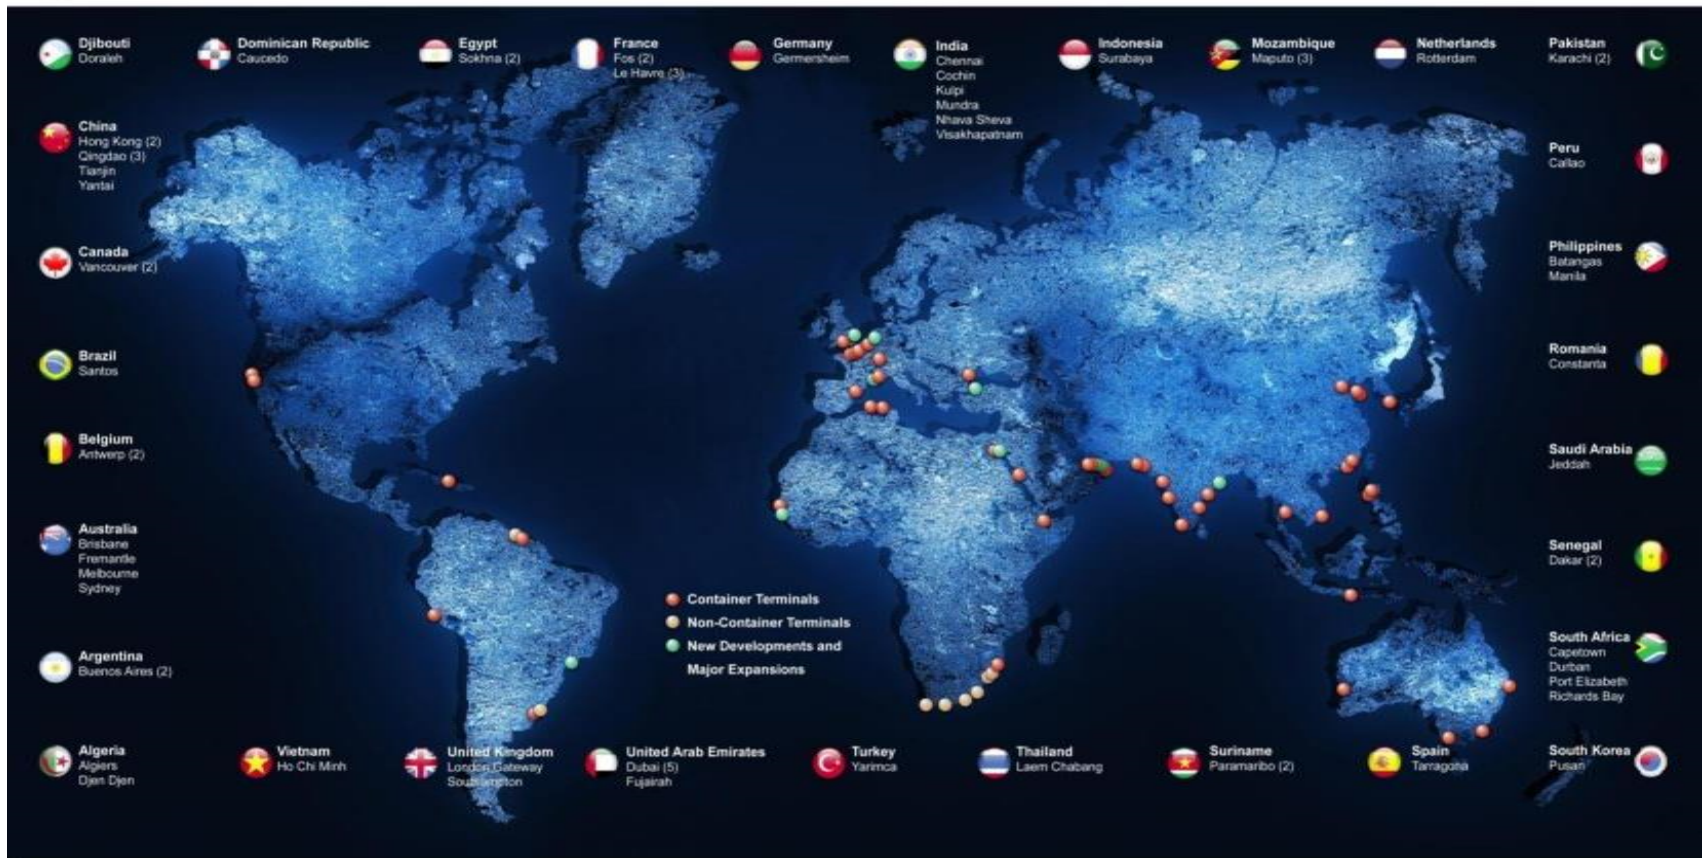 Djibouti
Doraleh
Dominican Republic
Caucedo
Egypt
Sokhna (2)
France
Fos (2)
Le Havre (3)
Germany
Germersheim
India
Chennai
Cochin
Kulpi
Mundra
Nhava Sheva
Visakhapatnam
Indonesia
Surabaya
Mozambique
Maputo (3)
Netherlands
Rotterdam
Pakistan
Karachi (2)
China
Hong Kong (2)
Qingdao (3)
Tianjin
Yantai
Peru
Callao
Canada
Vancouver (2)
Philippines
Batangas
Manila
Brazil
Santos
Romania
Constanta
Belgium
Antwerp (2)
Saudi Arabia
Jeddah
Australia
Brisbane
Fremantle
Melbourne
Sydney
Senegal
Dakar (2)
Container Terminals
Non-Container Terminals
New Developments and
Major Expansions
Argentina
Buenos Aires (2)
South Africa
Capetown
Durban
Port Elizabeth
Richards Bay
Algeria
Algiers
Djen Djen
Vietnam
Ho Chi Minh
United Kingdom
London Gateway
Southampton
United Arab Emirates
Dubai (5)
Fujairah
Turkey
Yarimca
Thailand
Laem Chabang
Suriname
Paramaribo (2)
Spain
Tarragona
South Korea
Pusan